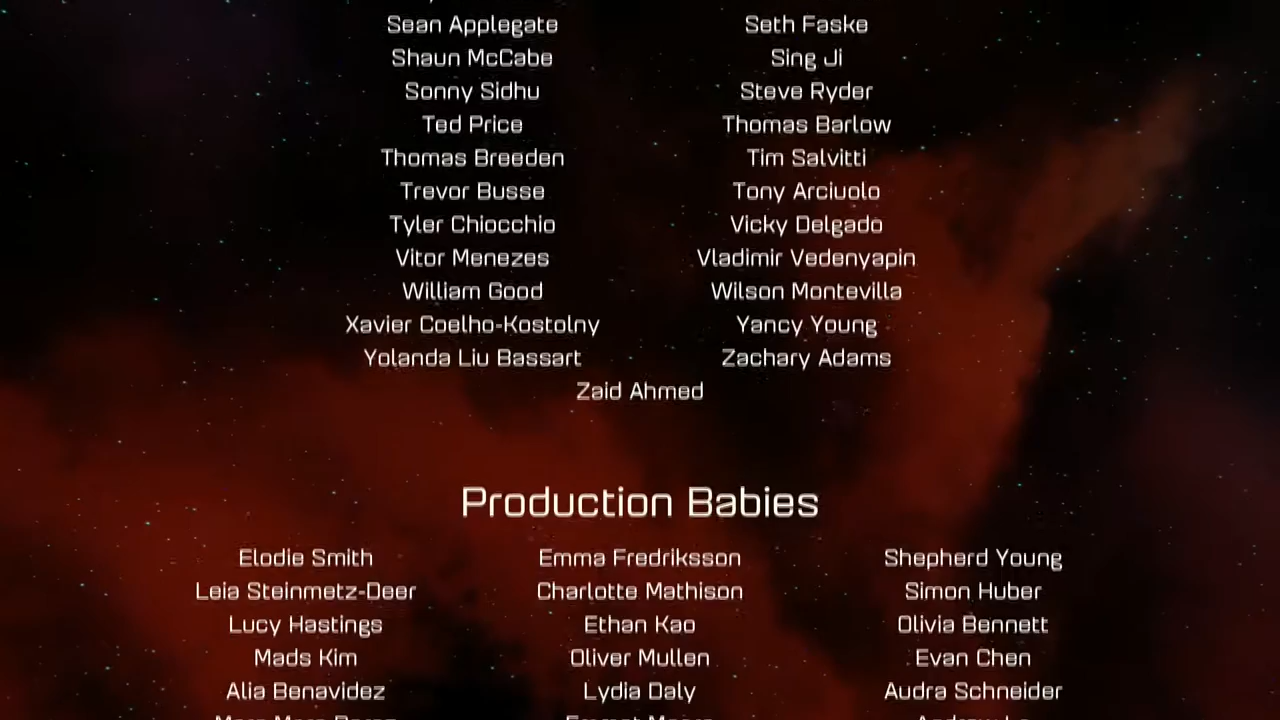 Sean Applegate Seth Faske
Shaun McCabe Sing Ji
Sonny Sidhu Steve Ryder
Ted Price Thomas Barlow
Thomas Breeden Tim Salvitti
Trevor Busse Tony Arciuolo
Tyler Chiocchio Vicky Delgado
Vitor Menezes Vladimir Vedenyapin
William Good Wilson Montevilla
Xavier Coelho-Kostolny Yancy Young
Yolanda Liu Bassart Zachary Adams
Zaid Ahmed
Production Babies
Elodie Smith Emma Fredriksson Shepherd Young
Leia Steinmetz-Deer Charlotte Mathison Simon Huber
Lucy Hastings Ethan Kao Olivia Bennett
Mads Kim Oliver Mullen Evan Chen
Alia Benavidez Lydia Daly Audra Schneider